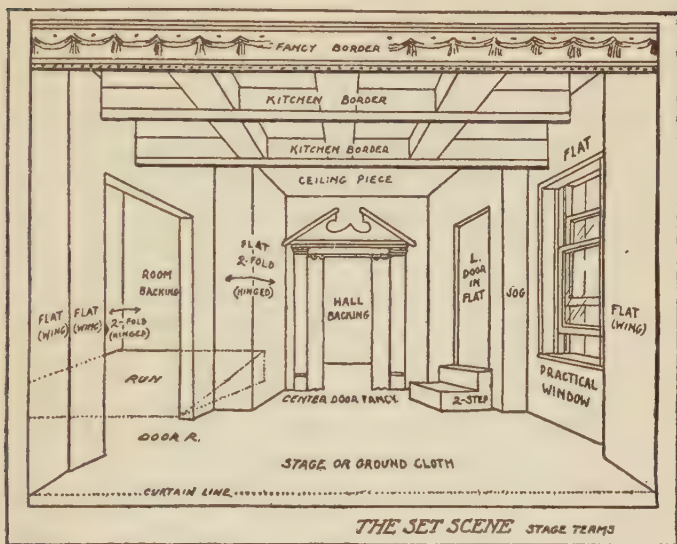 FANCY BORDER
KITCHEN BORDER
KITCHEN BORDER
CEILING PIECE
FLAT
FLAT
2-FOLD
(HINGED)
ROOM
BACKING
HALL
BACKING
L.
DOOR
IN
FLAT
JOG
FLAT
(WING)
FLAT
(WING)
2-FOLD
(HINGED)
FLAT
(WING)
RUN
PRACTICAL
WINDOW
CENTER DOOR FANCY
2-STEP
DOOR R.
STAGE OR GROUND CLOTH
CURTAIN LINE
THE SET SCENE STAGE TERMS